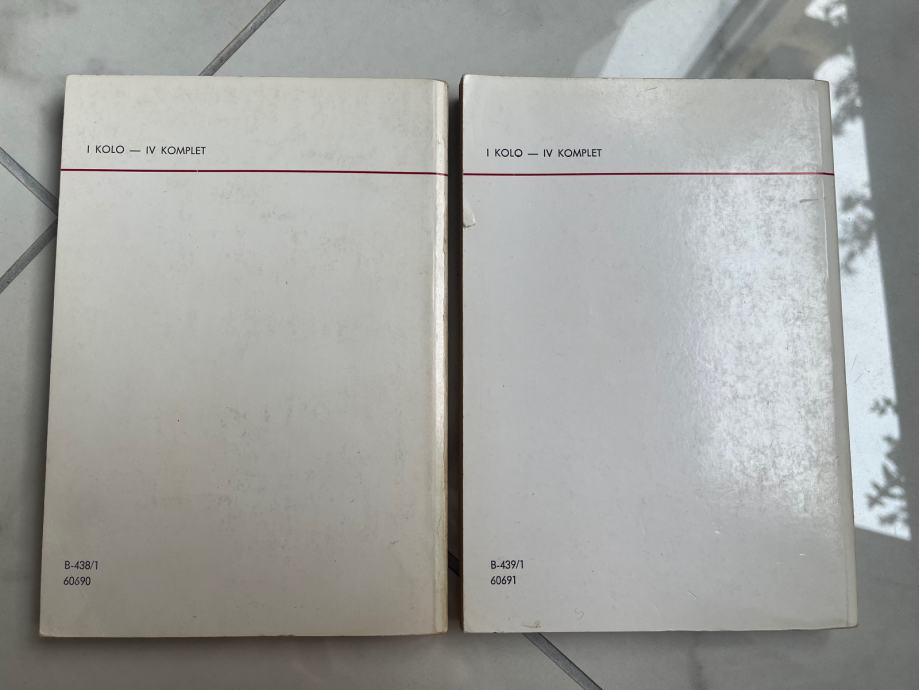 I KOLO — IV KOMPLET
B-438/1
60690
I KOLO — IV KOMPLET
B-439/1
60691